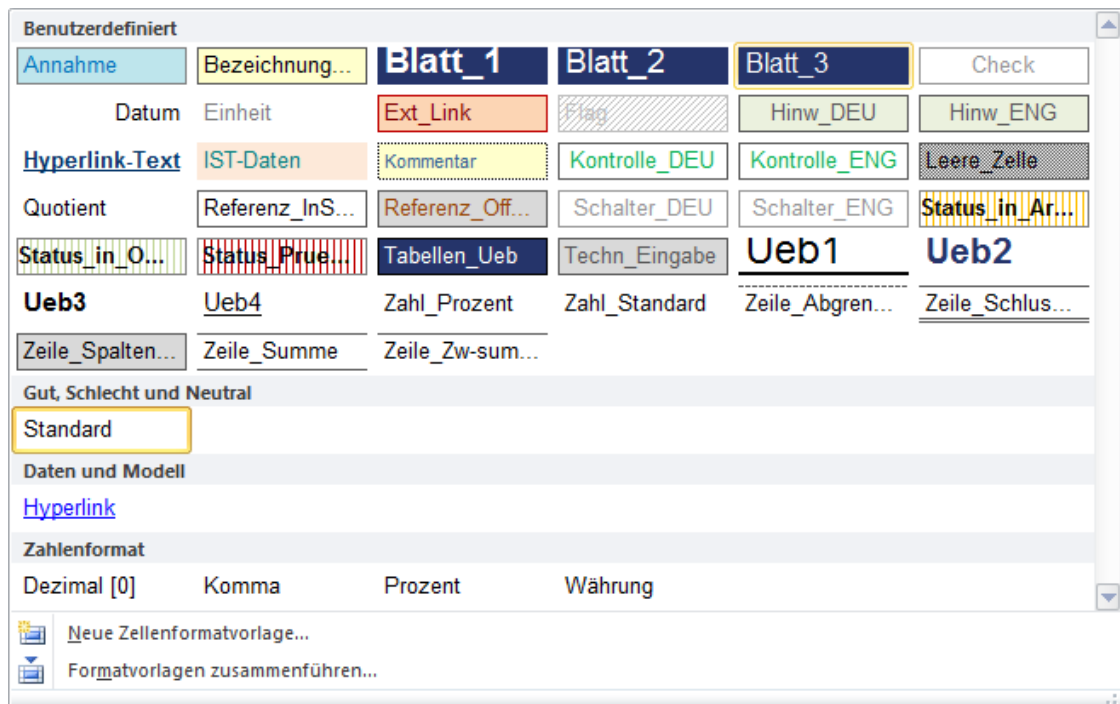 Benutzerdefiniert
Annahme Bezeichnung... Blatt_1 Blatt_2 Blatt_3 Check
Datum Einheit Ext_Link Flag Hinw_DEU Hinw_ENG
Hyperlink-Text IST-Daten Kommentar Kontrolle_DEU Kontrolle_ENG Leere_Zelle
Quotient Referenz_InS... Referenz_Off... Schalter_DEU Schalter_ENG Status_in_Ar...
Status_in_O... Status_Prue... Tabellen_Ueb Techn_Eingabe Ueb1 Ueb2
Ueb3 Ueb4 Zahl_Prozent Zahl_Standard Zeile_Abgren... Zeile_Schlus...
Zeile_Spalten... Zeile_Summe Zeile_Zw-sum...
Gut, Schlecht und Neutral
Standard
Daten und Modell
Hyperlink
Zahlenformat
Dezimal [0] Komma Prozent Währung
Neue Zellenformatvorlage...
Formatvorlagen zusammenführen...